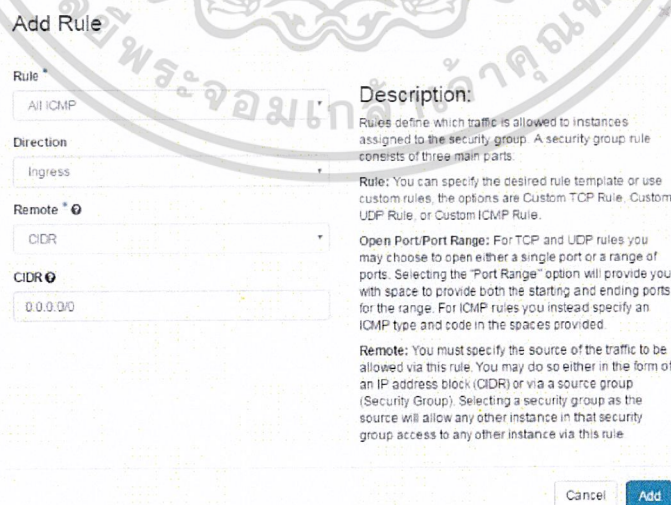 Add Rule
Rule *
All ICMP
Direction
Ingress
Remote *
CIDR
CIDR
0.0.0.0/0
Description:
Rules define which traffic is allowed to instances
assigned to the security group. A security group rule
consists of three main parts:
Rule: You can specify the desired rule template or use
custom rules, the options are Custom TCP Rule, Custom
UDP Rule, or Custom ICMP Rule.
Open Port/Port Range: For TCP and UDP rules you
may choose to open either a single port or a range of
ports. Selecting the "Port Range" option will provide you
with space to provide both the starting and ending ports
for the range. For ICMP rules you instead specify an
ICMP type and code in the spaces provided.
Remote: You must specify the source of the traffic to be
allowed via this rule. You may do so either in the form of
an IP address block (CIDR) or via a source group
(Security Group). Selecting a security group as the
source will allow any other instance in that security
group access to any other instance via this rule.
Cancel
Add